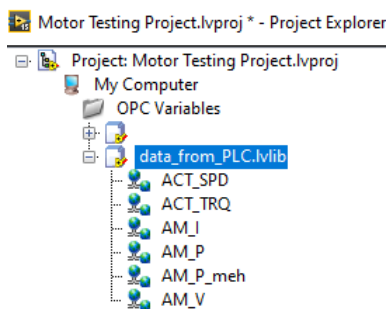 Motor Testing Project.lvproj * - Project Explorer
Project: Motor Testing Project.lvproj
My Computer
OPC Variables
data_from_PLC.lvlib
ACT_SPD
ACT_TRQ
AM_I
AM_P
AM_P_meh
AM_V